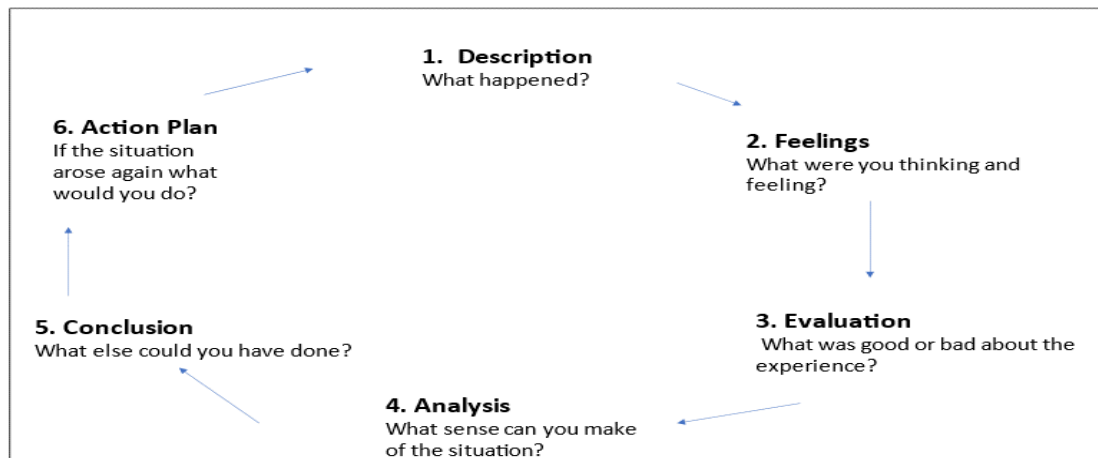 1. Description
What happened?
2. Feelings
What were you thinking and
feeling?
3. Evaluation
What was good or bad about the
experience?
4. Analysis
What sense can you make
of the situation?
5. Conclusion
What else could you have done?
6. Action Plan
If the situation
arose again what
would you do?